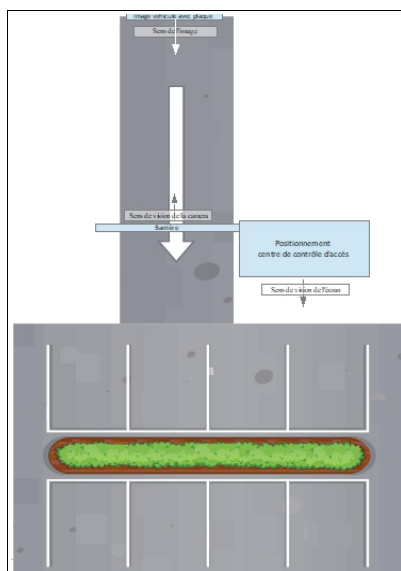 Image véhicule avec plaque
Sens de l'image
Sens de vision de la camera
Barrière
Positionnement
centre de contrôle d'accès
Sens de vision de l'écran